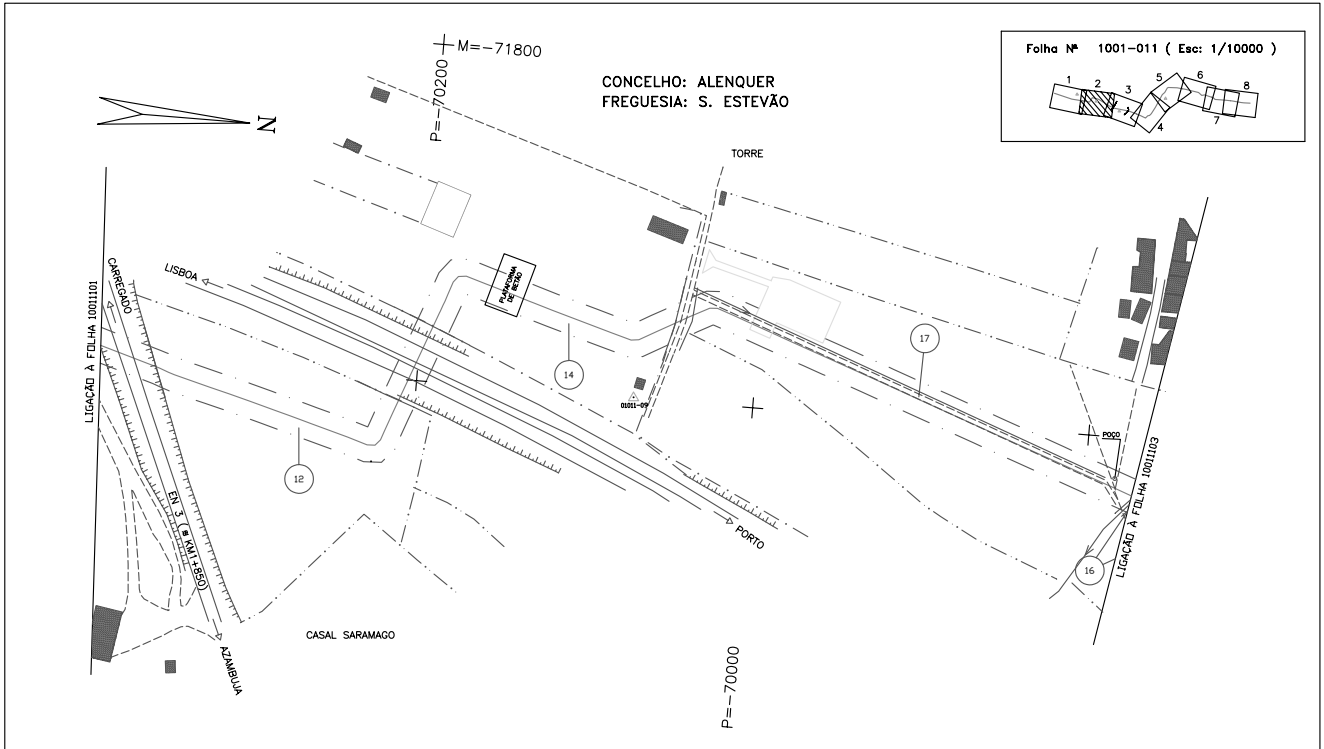 M=-71800
P=-70200
CONCELHO: ALENQUER
FREGUESIA: S. ESTEVÃO
Folha Nº 1001-011 ( Esc: 1/10000 )
1
2
3
4
5
6
7
8
N
TORRE
LIGAÇÃO À FOLHA 10011101
CARREGADO
LISBOA
PLATAFORMA
DE BETÃO
14
17
01011-09
12
POÇO
EN 3 (≅ KM1+850)
PORTO
LIGAÇÃO À FOLHA 10011103
16
CASAL SARAMAGO
AZAMBUJA
P=-70000